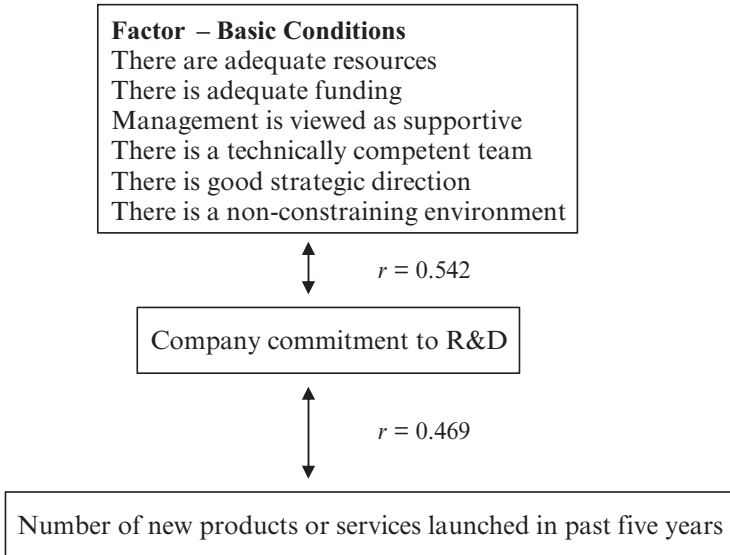 Factor – Basic Conditions
There are adequate resources
There is adequate funding
Management is viewed as supportive
There is a technically competent team
There is good strategic direction
There is a non-constraining environment
r = 0.542
Company commitment to R&D
r = 0.469
Number of new products or services launched in past five years